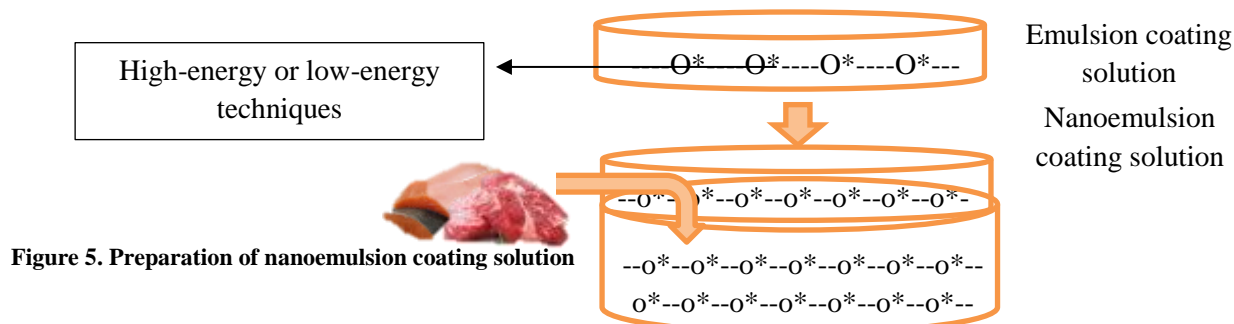 High-energy or low-energy
techniques
----O*----O*----O*----O*---
Emulsion coating
solution
Nanoemulsion
coating solution
--o*--o*--o*--o*--o*--o*--o*-
Figure 5. Preparation of nanoemulsion coating solution
--o*--o*--o*--o*--o*--o*--o*--
o*--o*--o*--o*--o*--o*--o*--